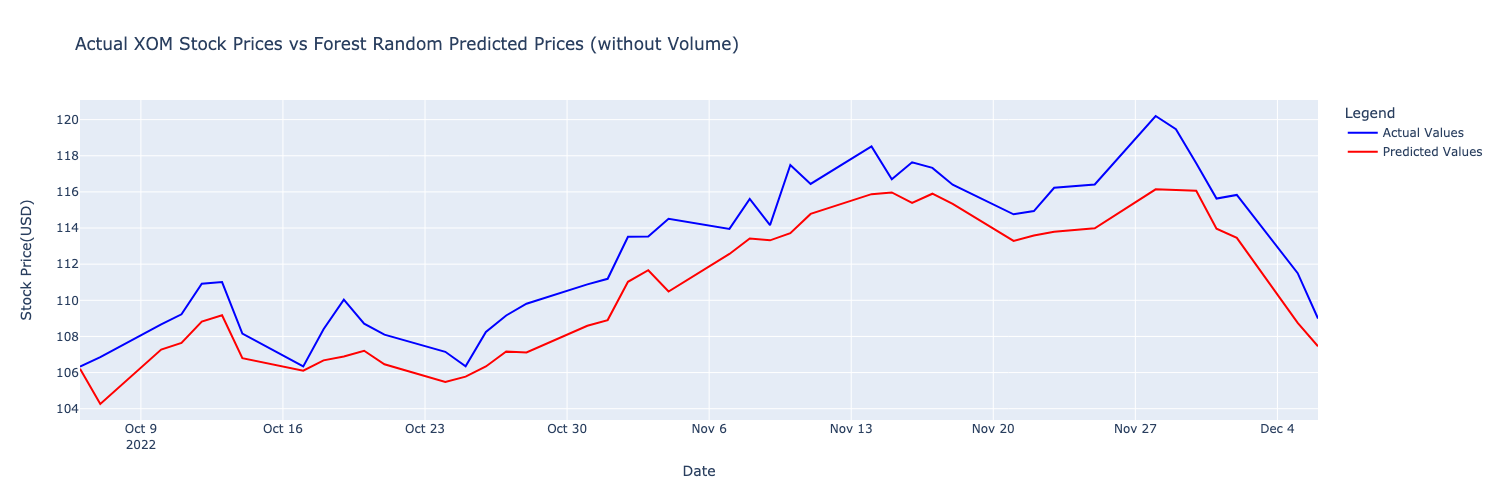 Actual XOM Stock Prices vs Forest Random Predicted Prices (without Volume)
Legend
Actual Values
Predicted Values
Stock Price(USD)
120
118
116
114
112
110
108
106
104
Oct 9 Oct 16 Oct 23 Oct 30 Nov 6 Nov 13 Nov 20 Nov 27 Dec 4
2022
Date